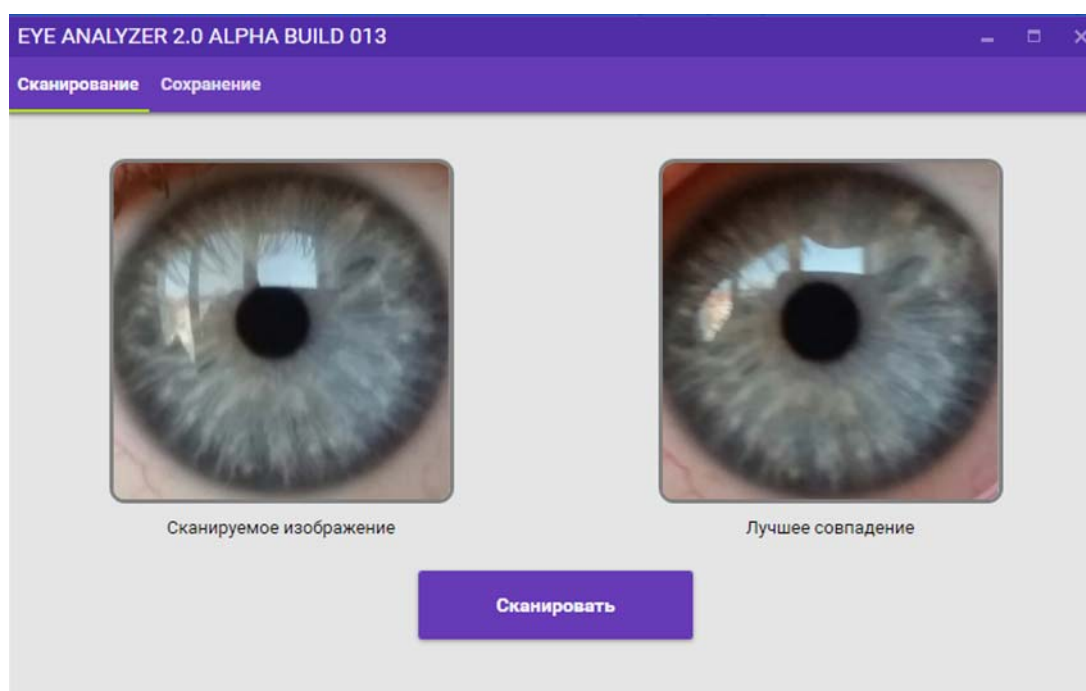 EYE ANALYZER 2.0 ALPHA BUILD 013
Сканирование Сохранение
Сканируемое изображение Лучшее совпадение
Сканировать